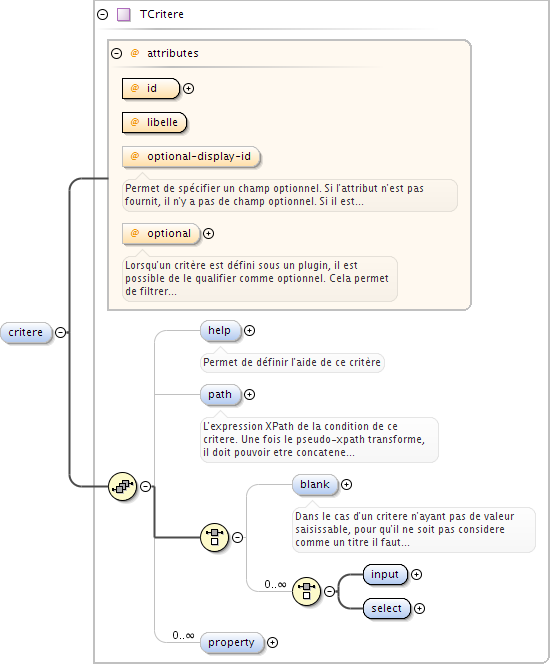 TCritere
@ attributes
@ id
@ libelle
@ optional-display-id
Permet de spécifier un champ optionnel. Si l'attribut n'est pas
fournit, il n'y a pas de champ optionnel. Si il est...
@ optional
Lorsqu'un critère est défini sous un plugin, il est
possible de le qualifier comme optionnel. Cela permet
de filtrer...
critere
help
Permet de définir l'aide de ce critère
path
L'expression XPath de la condition de ce
critere. Une fois le pseudo-xpath transforme,
il doit pouvoir etre concatene...
blank
Dans le cas d'un critere n'ayant pas de valeur
saisissable, pour qu'il ne soit pas considere
comme un titre il faut...
0..∞
input
select
0..∞
property